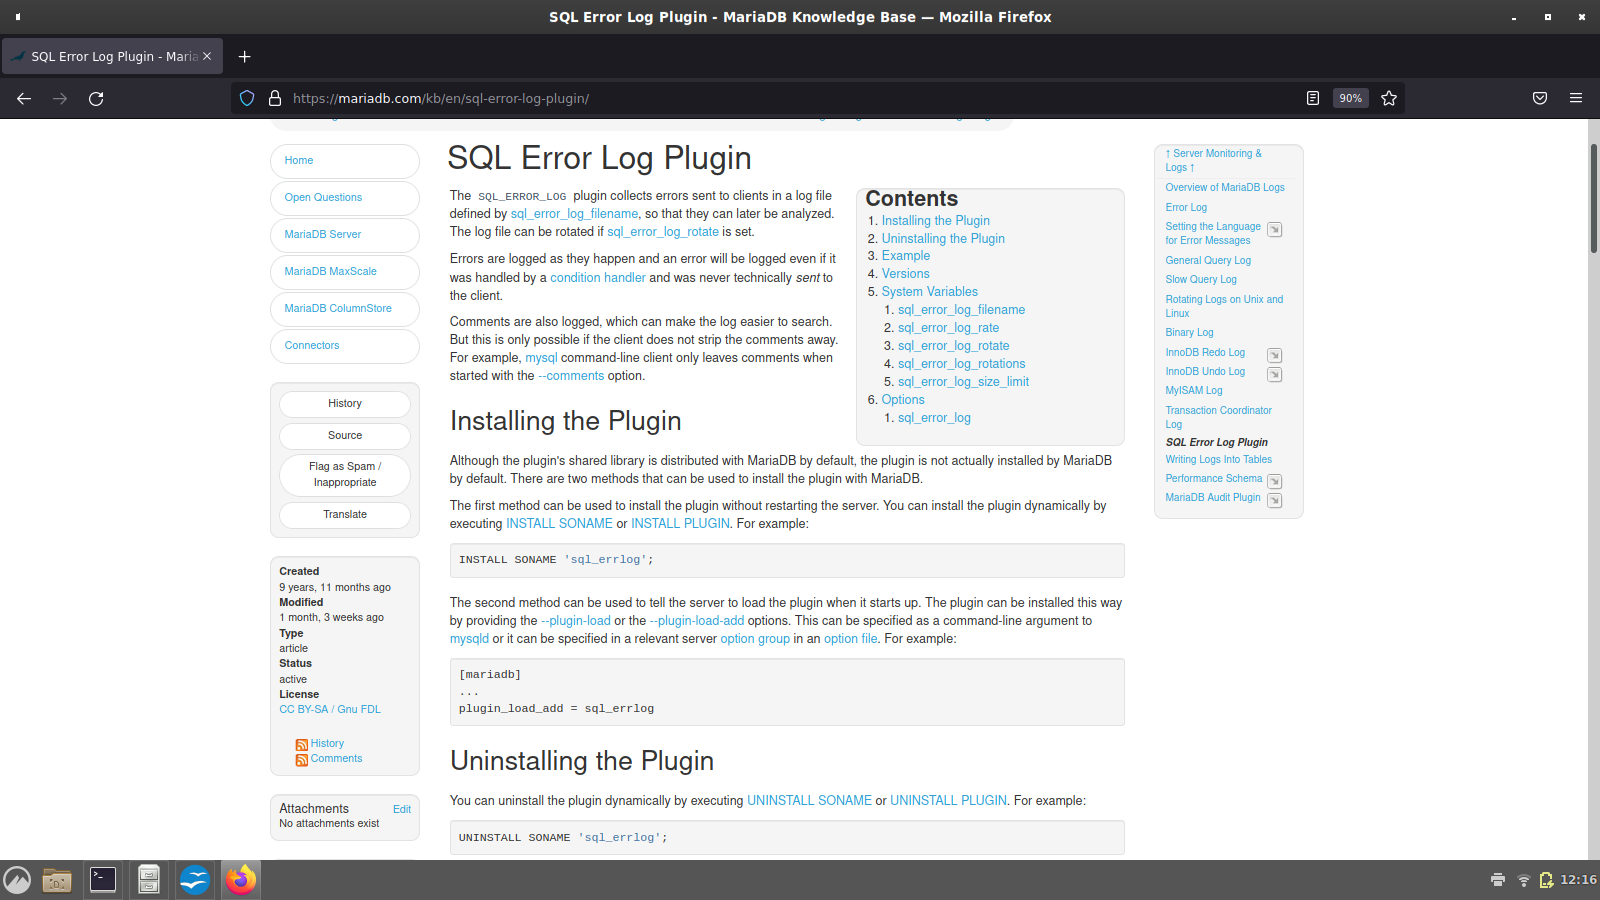 SQL Error Log Plugin - MariaDB Knowledge Base — Mozilla Firefox
SQL Error Log Plugin - Maria
https://mariadb.com/kb/en/sql-error-log-plugin/
90%
Home
Open Questions
MariaDB Server
MariaDB MaxScale
MariaDB ColumnStore
Connectors
History
Source
Flag as Spam /
Inappropriate
Translate
Created
9 years, 11 months ago
Modified
1 month, 3 weeks ago
Type
article
Status
active
License
CC BY-SA / Gnu FDL
History
Comments
Attachments Edit
No attachments exist
SQL Error Log Plugin
The SQL_ERROR_LOG plugin collects errors sent to clients in a log file
defined by sql_error_log_filename, so that they can later be analyzed.
The log file can be rotated if sql_error_log_rotate is set.
Errors are logged as they happen and an error will be logged even if it
was handled by a condition handler and was never technically sent to
the client.
Comments are also logged, which can make the log easier to search.
But this is only possible if the client does not strip the comments away.
For example, mysql command-line client only leaves comments when
started with the --comments option.
Contents
1. Installing the Plugin
2. Uninstalling the Plugin
3. Example
4. Versions
5. System Variables
1. sql_error_log_filename
2. sql_error_log_rate
3. sql_error_log_rotate
4. sql_error_log_rotations
5. sql_error_log_size_limit
6. Options
1. sql_error_log
Installing the Plugin
Although the plugin's shared library is distributed with MariaDB by default, the plugin is not actually installed by MariaDB
by default. There are two methods that can be used to install the plugin with MariaDB.
The first method can be used to install the plugin without restarting the server. You can install the plugin dynamically by
executing INSTALL SONAME or INSTALL PLUGIN. For example:
INSTALL SONAME 'sql_errlog';
The second method can be used to tell the server to load the plugin when it starts up. The plugin can be installed this way
by providing the --plugin-load or the --plugin-load-add options. This can be specified as a command-line argument to
mysqld or it can be specified in a relevant server option group in an option file. For example:
[mariadb]
...
plugin_load_add = sql_errlog
Uninstalling the Plugin
You can uninstall the plugin dynamically by executing UNINSTALL SONAME or UNINSTALL PLUGIN. For example:
UNINSTALL SONAME 'sql_errlog';
↑ Server Monitoring &
Logs ↑
Overview of MariaDB Logs
Error Log
Setting the Language
for Error Messages
General Query Log
Slow Query Log
Rotating Logs on Unix and
Linux
Binary Log
InnoDB Redo Log
InnoDB Undo Log
MyISAM Log
Transaction Coordinator
Log
SQL Error Log Plugin
Writing Logs Into Tables
Performance Schema
MariaDB Audit Plugin
12:16